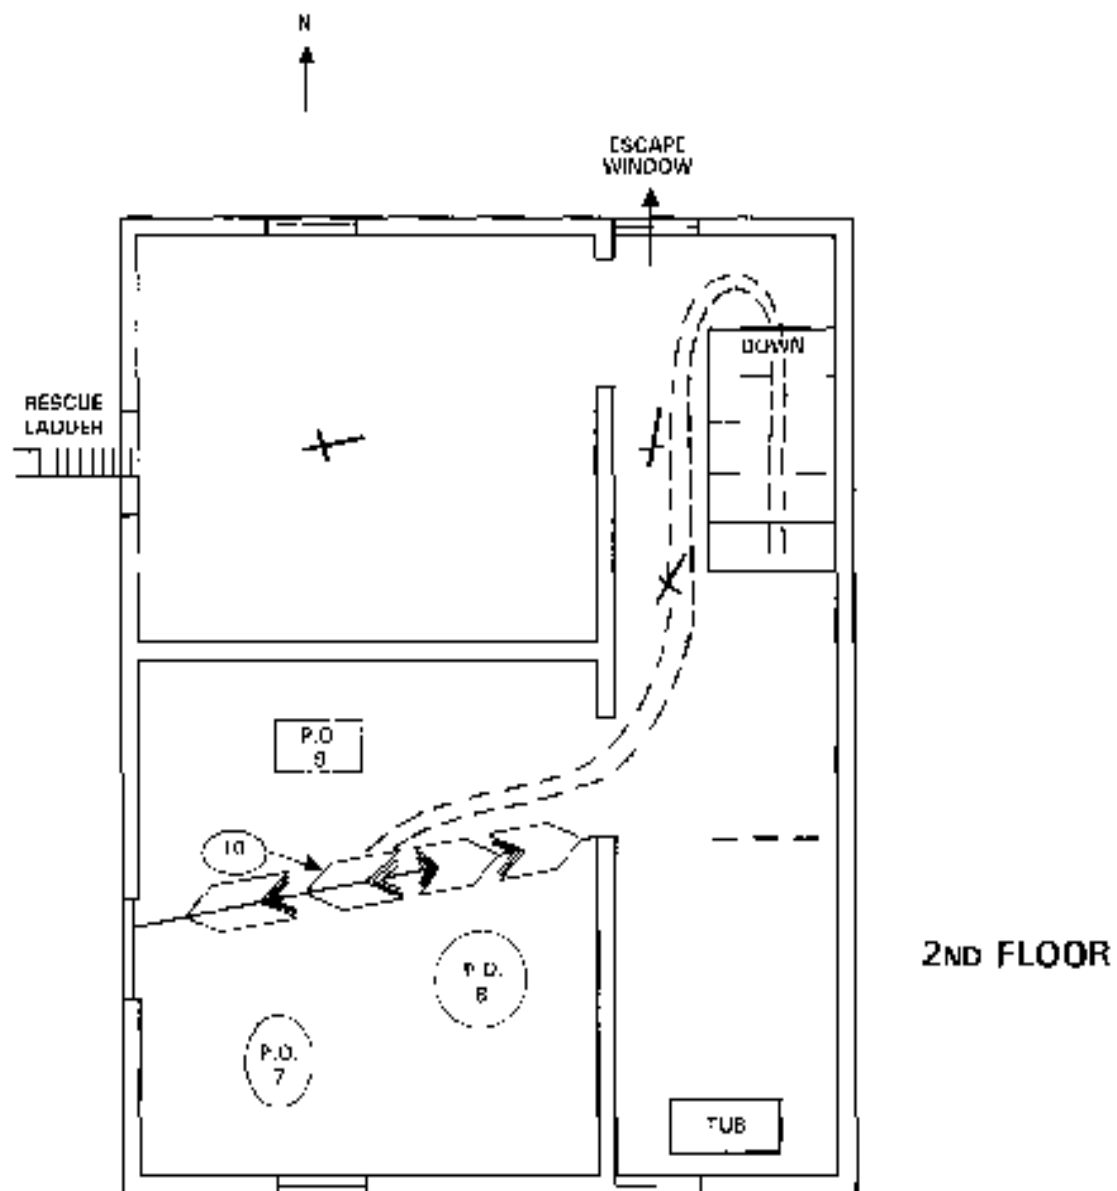 N
ESCAPE
WINDOW
DOWN
RESCUE
LADDER
P.O
9
10
P.O.
8
2ND FLOOR
P.O.
7
TUB